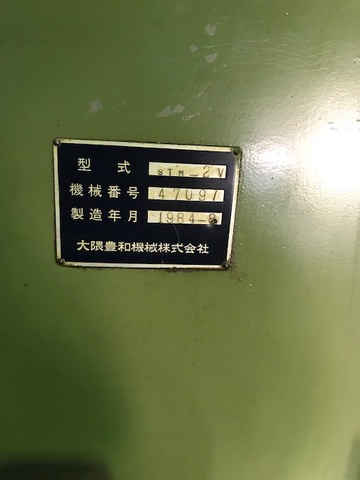 型式 STM-2V
機械番号 47097
製造年月 1984-8
大隈豊和機械株式会社